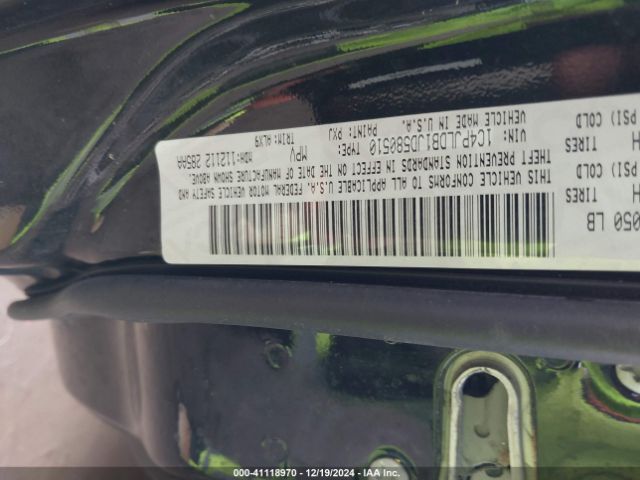 050 LB
H TIRES
PSI) COLD
H TIRES
PSI) COLD
THIS VEHICLE CONFORMS TO ALL APPLICABLE U.S.A. FEDERAL MOTOR VEHICLE SAFETY AND
THEFT PREVENTION STANDARDS IN EFFECT ON THE DATE OF MANUFACTURE SHOWN ABOVE.
VIN: 1C4PJLDB1JD580510 TYPE: MPV MDH:112112 285AA
VEHICLE MADE IN U.S.A. PAINT: PXJ TRIM: ALX9
000-41118970 • 12/19/2024 • IAA Inc.